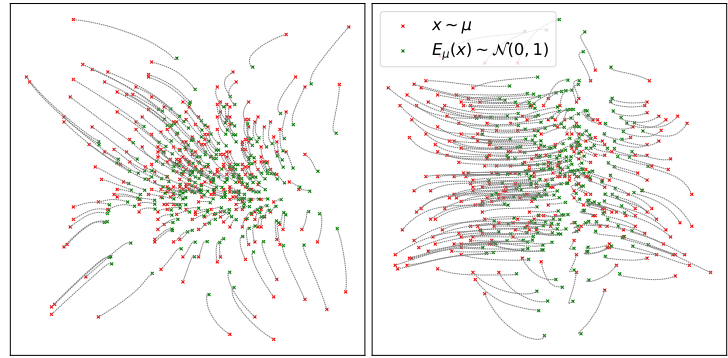 x ~ μ
E_μ(x) ~ 𝒩(0, 1)